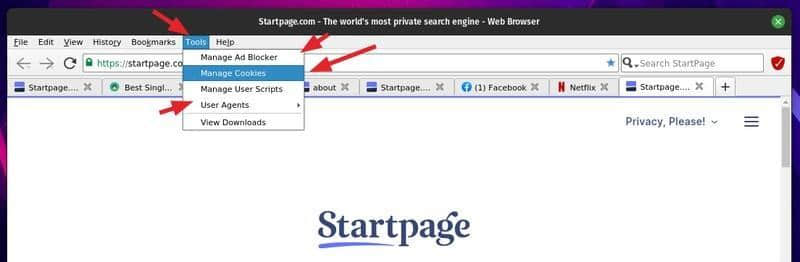 Startpage.com - The world's most private search engine - Web Browser
File Edit View History Bookmarks Tools Help
https://startpage.co
Search StartPage
Manage Ad Blocker
Manage Cookies
Manage User Scripts
User Agents
View Downloads
Startpage.... Best Singl... about Startpage.... (1) Facebook Netflix Startpage....
Privacy, Please!
Startpage